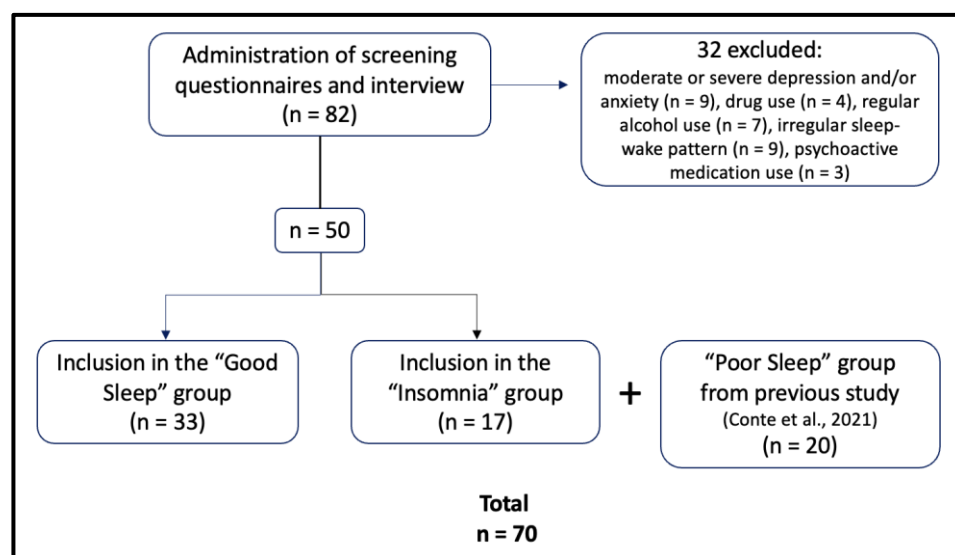 Administration of screening
questionnaires and interview
(n = 82)
32 excluded:
moderate or severe depression and/or
anxiety (n = 9), drug use (n = 4), regular
alcohol use (n = 7), irregular sleep-
wake pattern (n = 9), psychoactive
medication use (n = 3)
n = 50
Inclusion in the “Good
Sleep” group
(n = 33)
Inclusion in the
“Insomnia” group
(n = 17)
+
“Poor Sleep” group
from previous study
(Conte et al., 2021)
(n = 20)
Total
n = 70